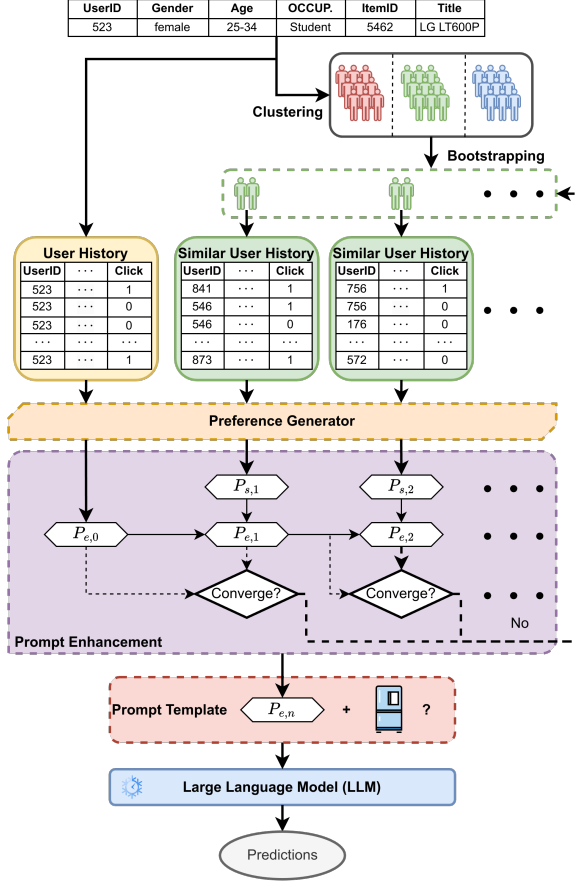 UserID Gender Age OCCUP. ItemID Title
523 female 25-34 Student 5462 LG LT600P
Clustering
Bootstrapping
User History
UserID · · · Click
523 · · · 1
523 · · · 0
523 · · · 0
· · · · · · · · ·
523 · · · 1
Similar User History
UserID · · · Click
841 · · · 1
546 · · · 1
546 · · · 0
· · · · · · · · ·
873 · · · 1
Similar User History
UserID · · · Click
756 · · · 1
756 · · · 0
176 · · · 0
· · · · · · · · ·
572 · · · 0
Preference Generator
P_{s,1} P_{s,2}
P_{e,0} P_{e,1} P_{e,2}
Converge? Converge?
No
Prompt Enhancement
Prompt Template P_{e,n} + ?
Large Language Model (LLM)
Predictions